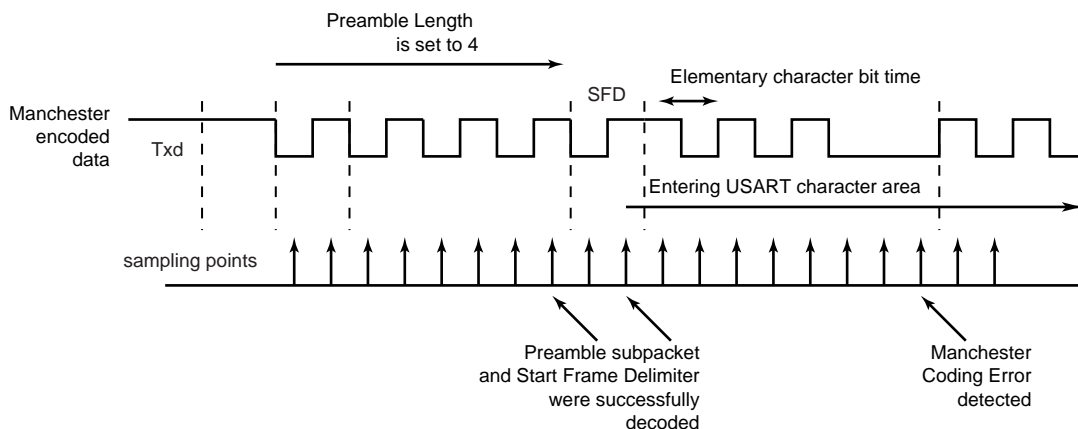 Preamble Length
is set to 4
Elementary character bit time
SFD
Manchester
encoded
data
Txd
Entering USART character area
sampling points
Preamble subpacket
and Start Frame Delimiter
were successfully
decoded
Manchester
Coding Error
detected